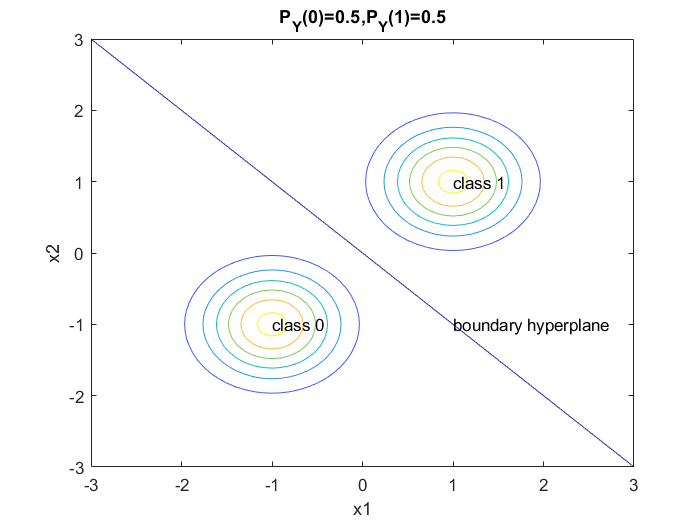 P_Y(0)=0.5,P_Y(1)=0.5
3
2
class 1
1
x2
0
class 0
boundary hyperplane
-1
-2
-3
-3 -2 -1 0 1 2 3
x1